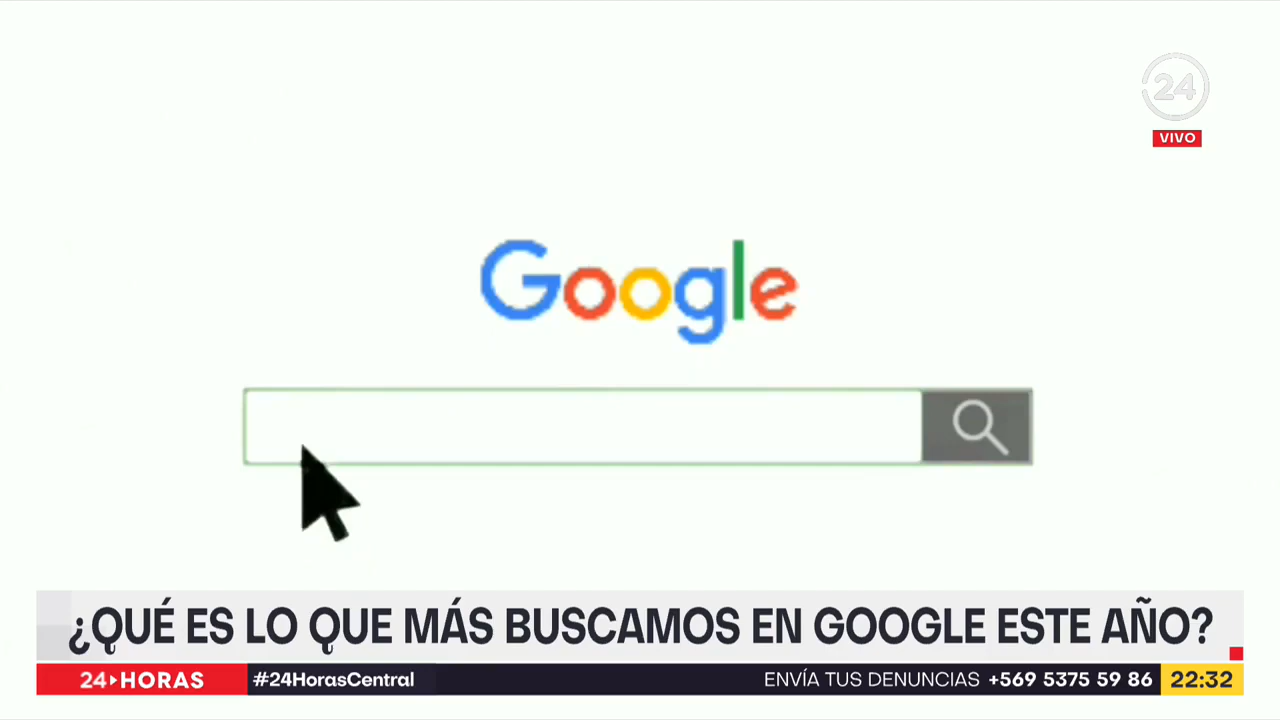 24
VIVO
Google
¿QUÉ ES LO QUE MÁS BUSCAMOS EN GOOGLE ESTE AÑO?
24 HORAS #24HorasCentral ENVÍA TUS DENUNCIAS +569 5375 59 86 22:32